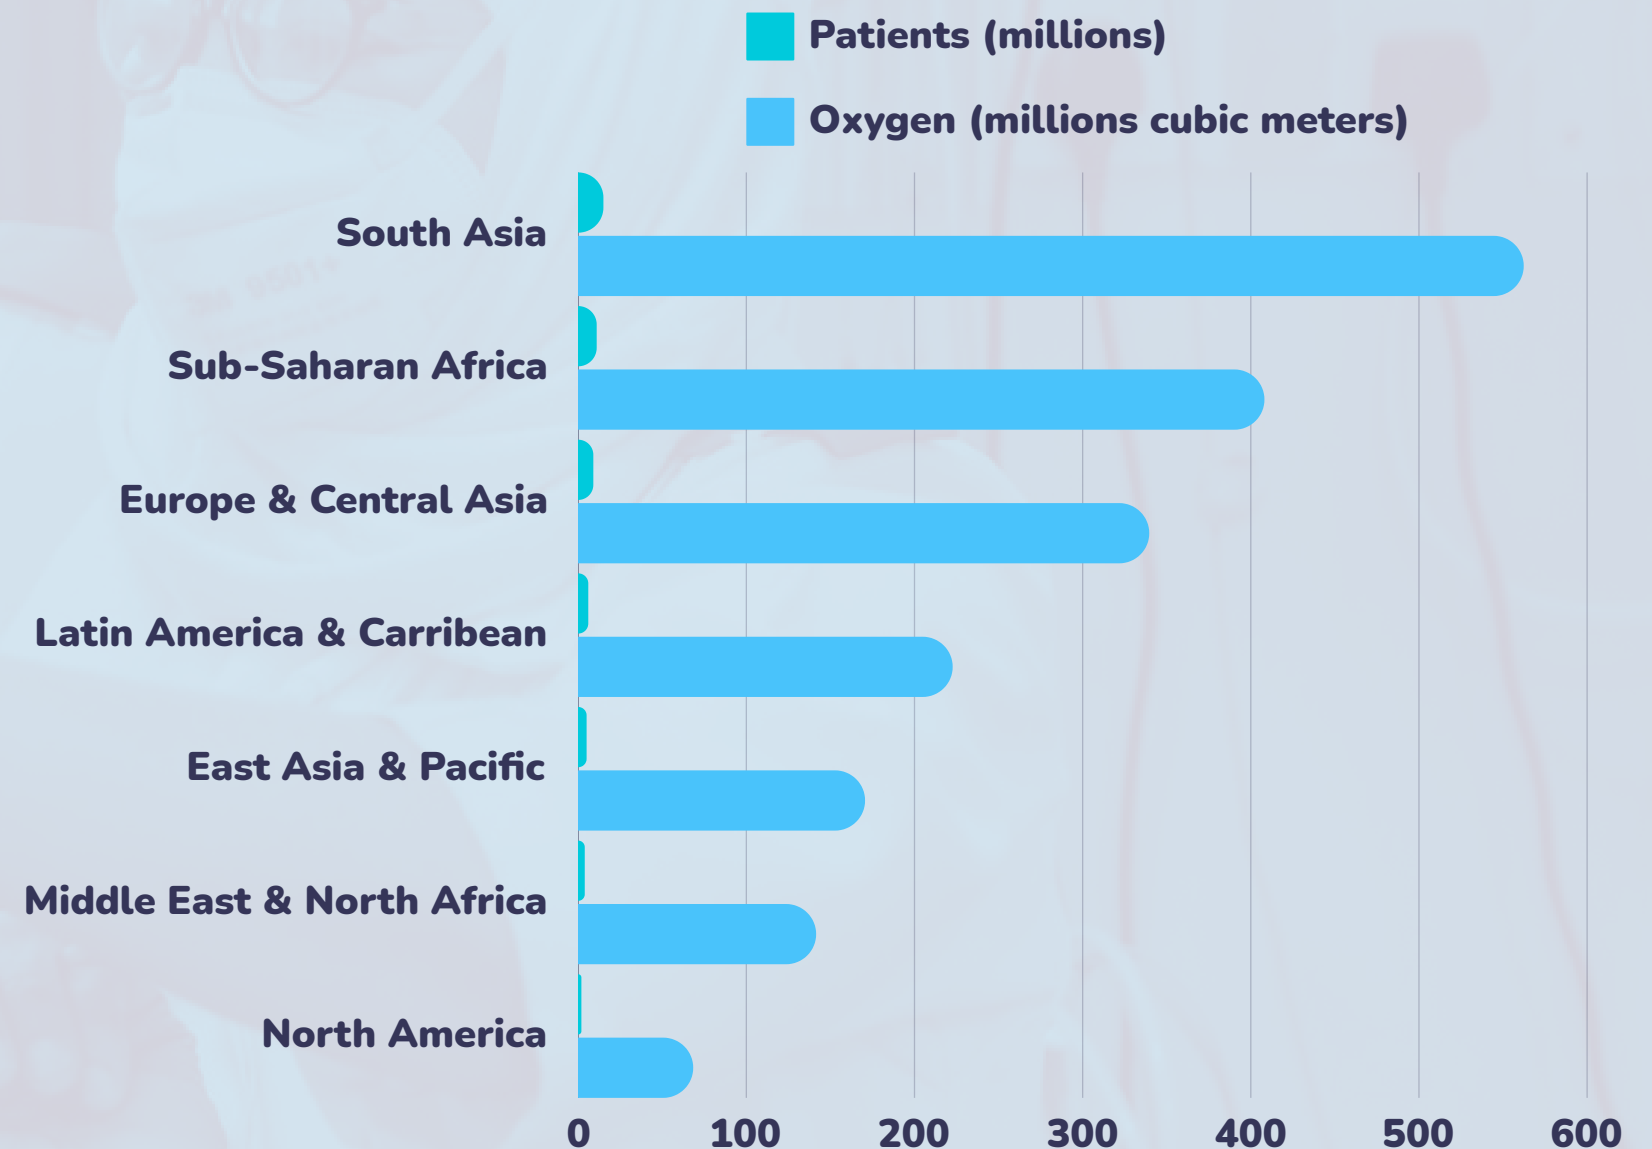 Patients (millions)
Oxygen (millions cubic meters)
South Asia
Sub-Saharan Africa
Europe & Central Asia
Latin America & Carribean
East Asia & Pacific
Middle East & North Africa
North America
0 100 200 300 400 500 600